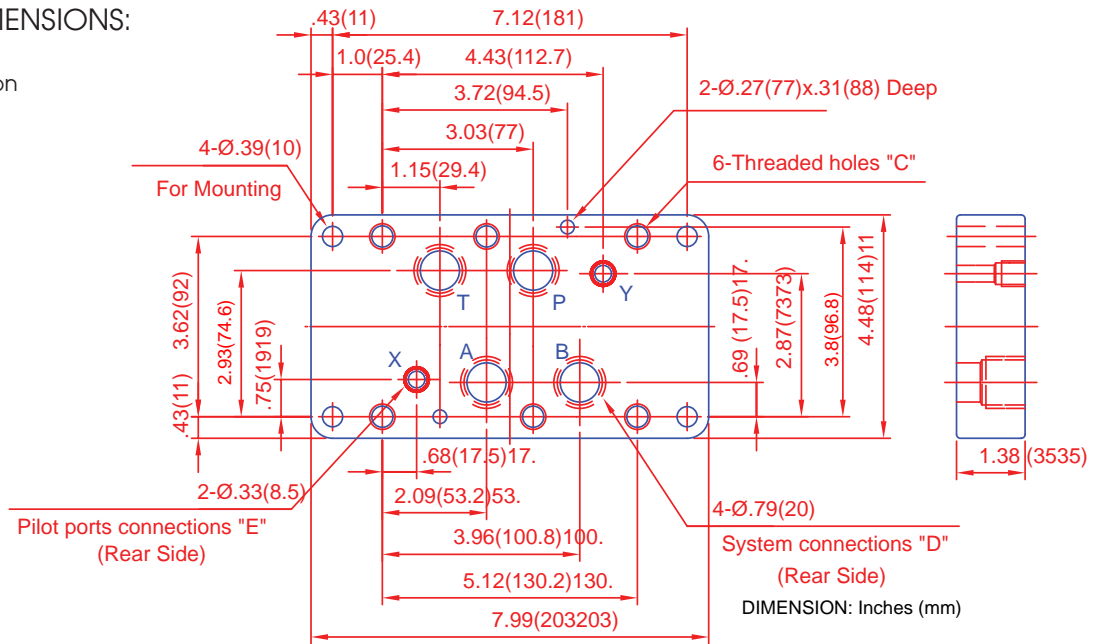 MENSIONS:
on
.43(11)
7.12(181)
1.0(25.4)
4.43(112.7)
3.72(94.5)
2-Ø.27(77)x.31(88) Deep
3.03(77)
4-Ø.39(10)
For Mounting
1.15(29.4)
6-Threaded holes "C"
T
P
Y
X
A
B
3.62(92)
2.93(74.6)
.75(1919)
.43(11)
.69 (17.5)17.
2.87(7373)
3.8(96.8)
4.48(114)11
1.38 (3535)
.68(17.5)17.
2-Ø.33(8.5)
Pilot ports connections "E"
(Rear Side)
2.09(53.2)53.
3.96(100.8)100.
5.12(130.2)130.
7.99(203203)
4-Ø.79(20)
System connections "D"
(Rear Side)
DIMENSION: Inches (mm)